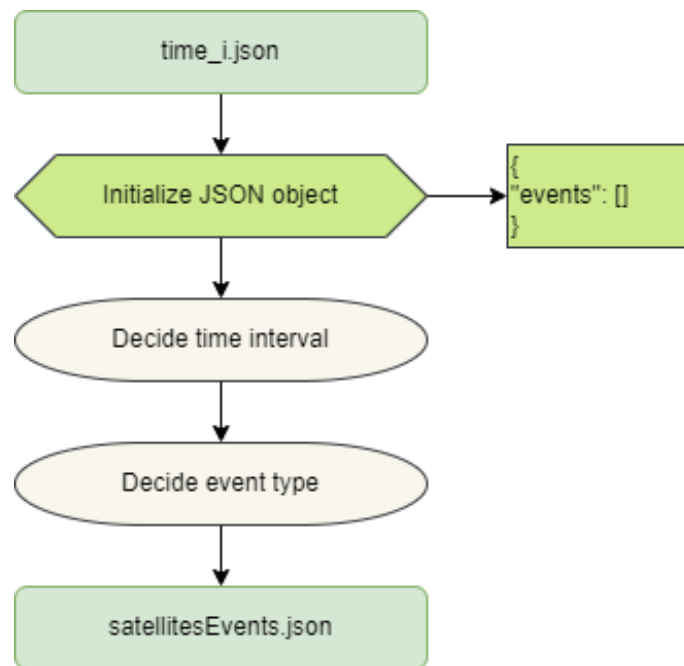 time_i.json
Initialize JSON object
{
"events": []
}
Decide time interval
Decide event type
satellitesEvents.json